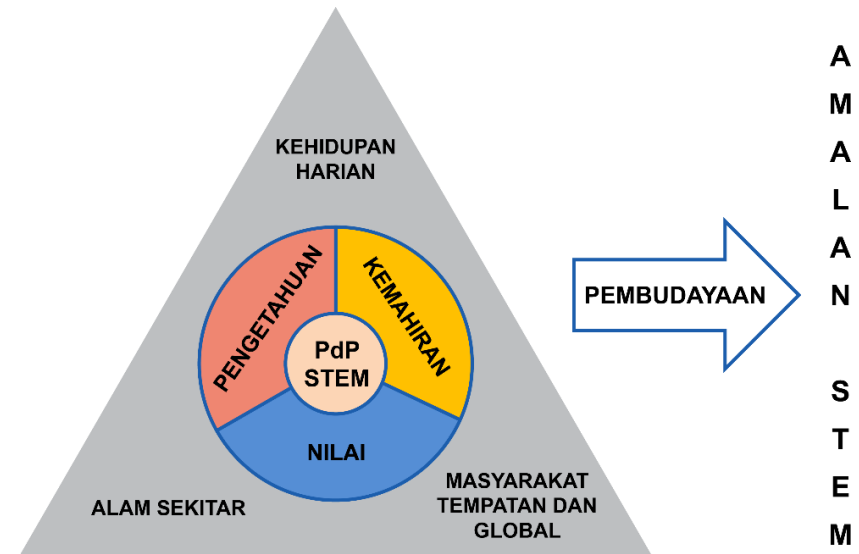 KEHIDUPAN
HARIAN
PENGETAHUAN
KEMAHIRAN
PdP
STEM
NILAI
ALAM SEKITAR
MASYARAKAT
TEMPATAN DAN
GLOBAL
PEMBUDAYAAN
A
M
A
L
A
N
S
T
E
M